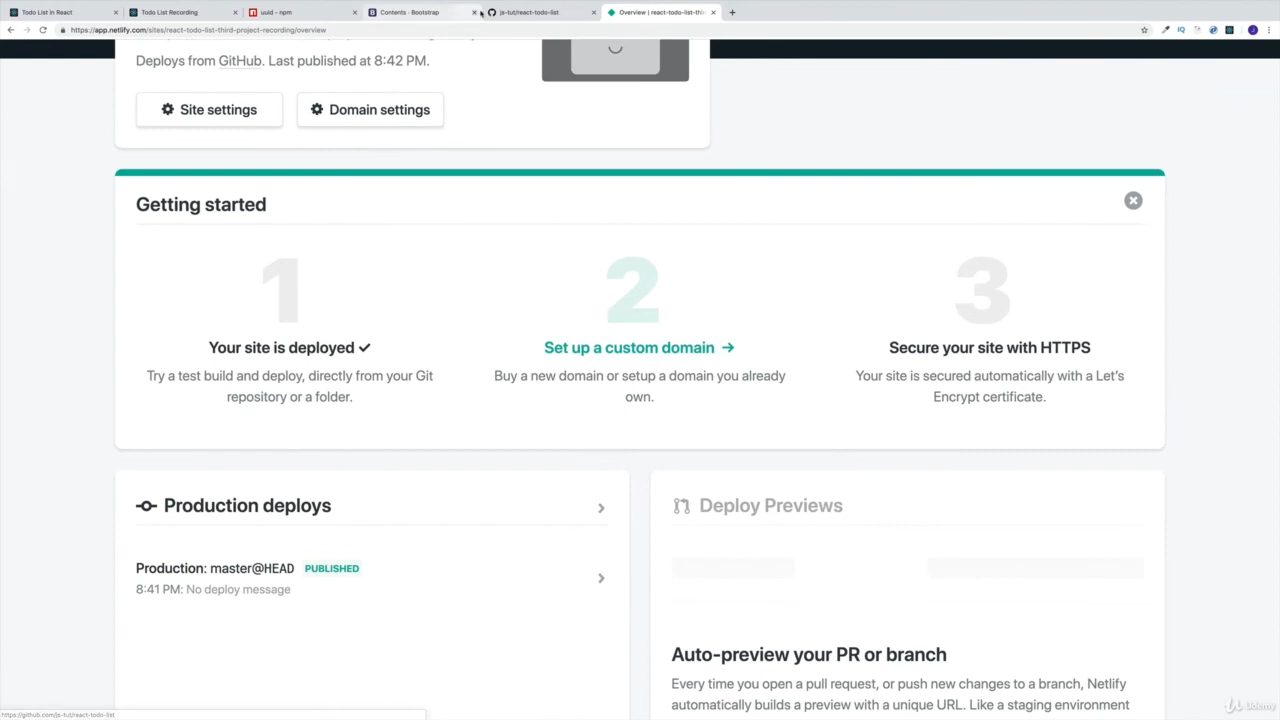 Todo List in React
Todo List Recording
uuid - npm
Contents · Bootstrap
js-tut/react-todo-list
Overview | react-todo-list-thir
https://app.netlify.com/sites/react-todo-list-third-project-recording/overview
Deploys from GitHub. Last published at 8:42 PM.
Site settings
Domain settings
Getting started
1
2
3
Your site is deployed ✓
Set up a custom domain →
Secure your site with HTTPS
Try a test build and deploy, directly from your Git
repository or a folder.
Buy a new domain or setup a domain you already
own.
Your site is secured automatically with a Let's
Encrypt certificate.
Production deploys
Deploy Previews
Production: master@HEAD PUBLISHED
8:41 PM: No deploy message
Auto-preview your PR or branch
Every time you open a pull request, or push new changes to a branch, Netlify
automatically builds a preview with a unique URL. Like a staging environment
https://github.com/js-tut/react-todo-list
Udemy